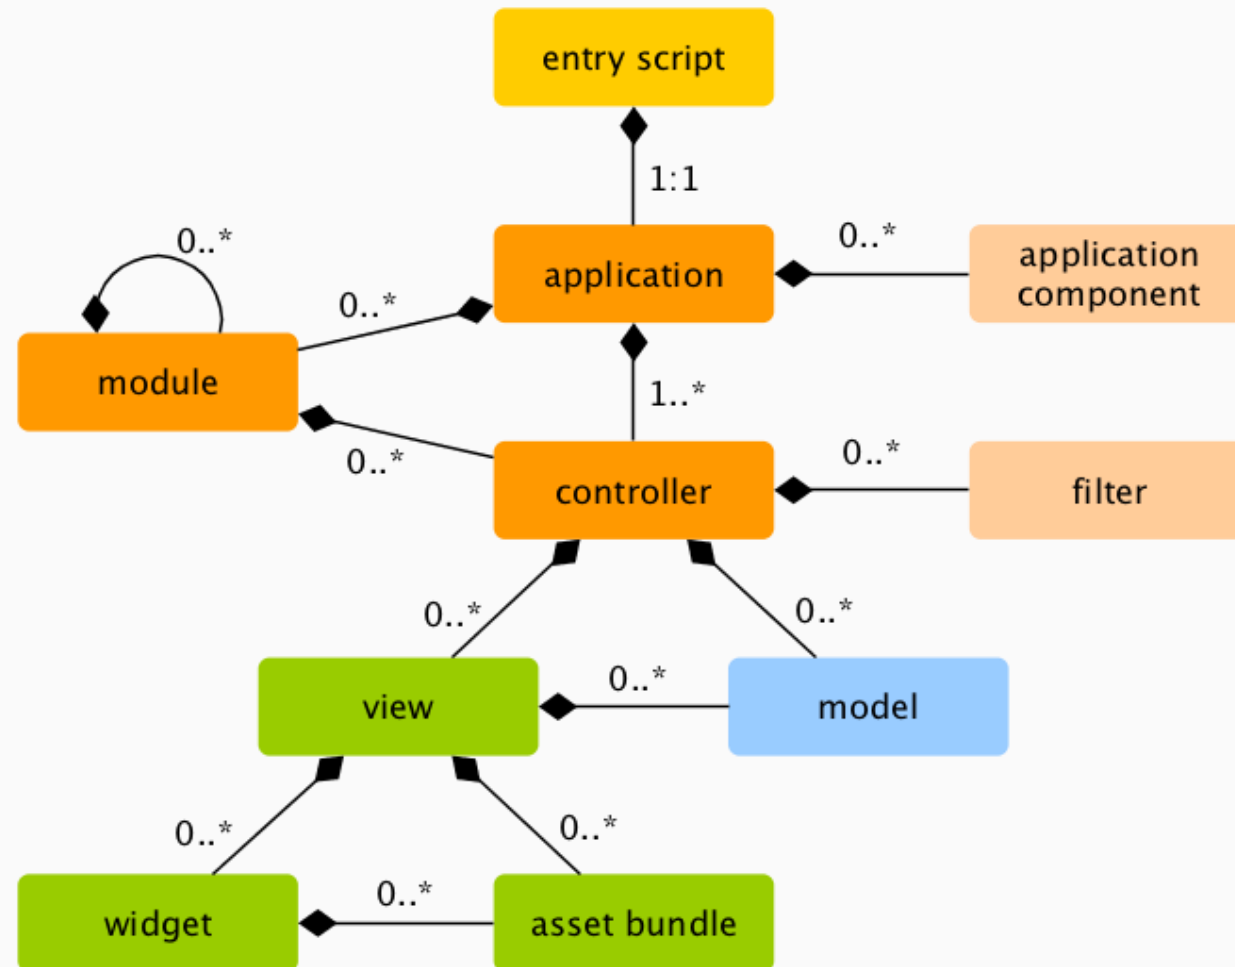 entry script
1:1
0..*
0..*
application
application
component
0..*
module
1..*
0..*
controller
0..*
filter
0..*
0..*
view
0..*
model
0..*
0..*
widget
0..*
asset bundle